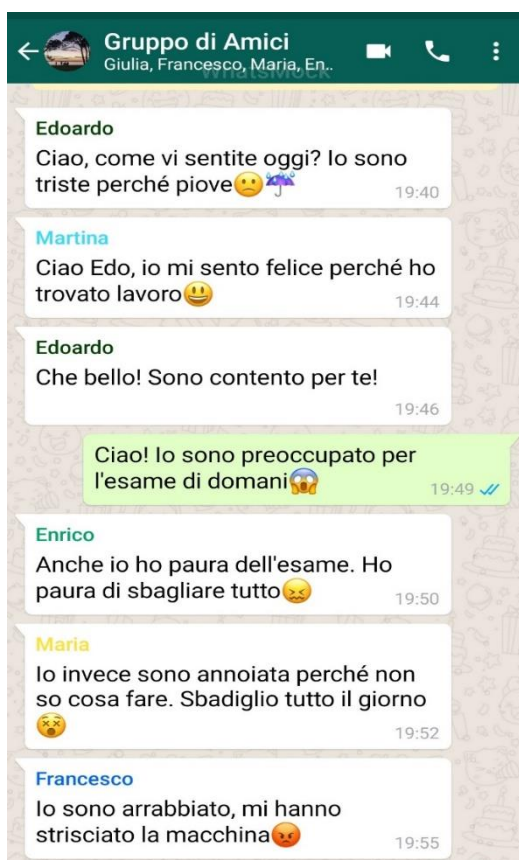 Gruppo di Amici
Giulia, Francesco, Maria, En..
WhatsMock
Edoardo
Ciao, come vi sentite oggi? Io sono
triste perché piove🙁☔
19:40
Martina
Ciao Edo, io mi sento felice perché ho
trovato lavoro😃
19:44
Edoardo
Che bello! Sono contento per te!
19:46
Ciao! Io sono preoccupato per
l'esame di domani😱
19:49
Enrico
Anche io ho paura dell'esame. Ho
paura di sbagliare tutto😖
19:50
Maria
Io invece sono annoiata perché non
so cosa fare. Sbadiglio tutto il giorno
😵
19:52
Francesco
Io sono arrabbiato, mi hanno
strisciato la macchina😡
19:55